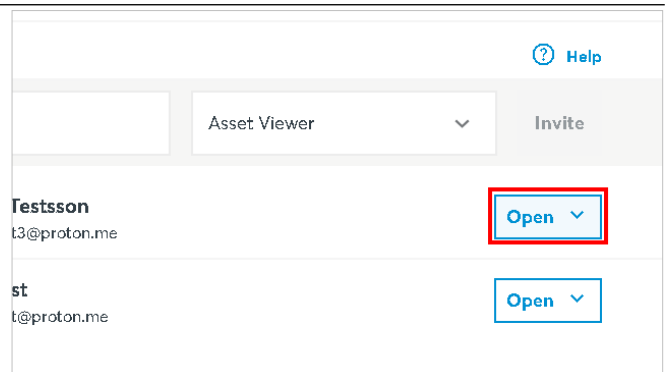 Help
Asset Viewer
Invite
Testsson
t3@proton.me
Open
st
t@proton.me
Open